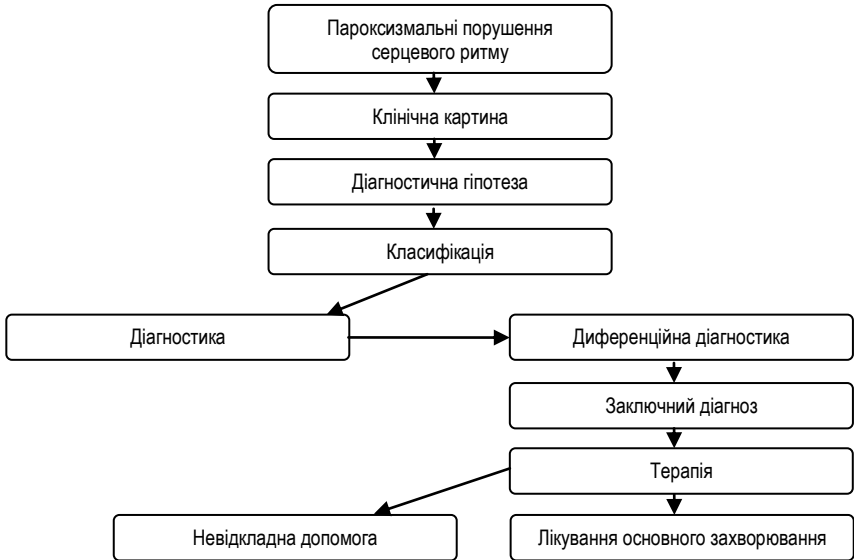 Пароксизмальні порушення
серцевого ритму
Клінічна картина
Діагностична гіпотеза
Класифікація
Діагностика
Диференційна діагностика
Заключний діагноз
Терапія
Невідкладна допомога
Лікування основного захворювання